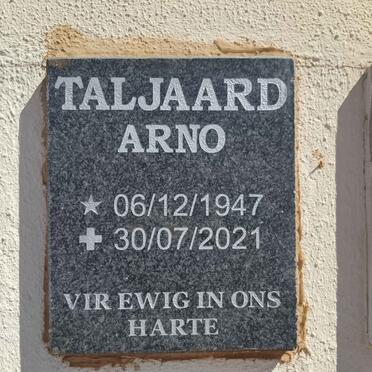 TALJAARD
ARNO
★ 06/12/1947
✚ 30/07/2021
VIR EWIG IN ONS
HARTE